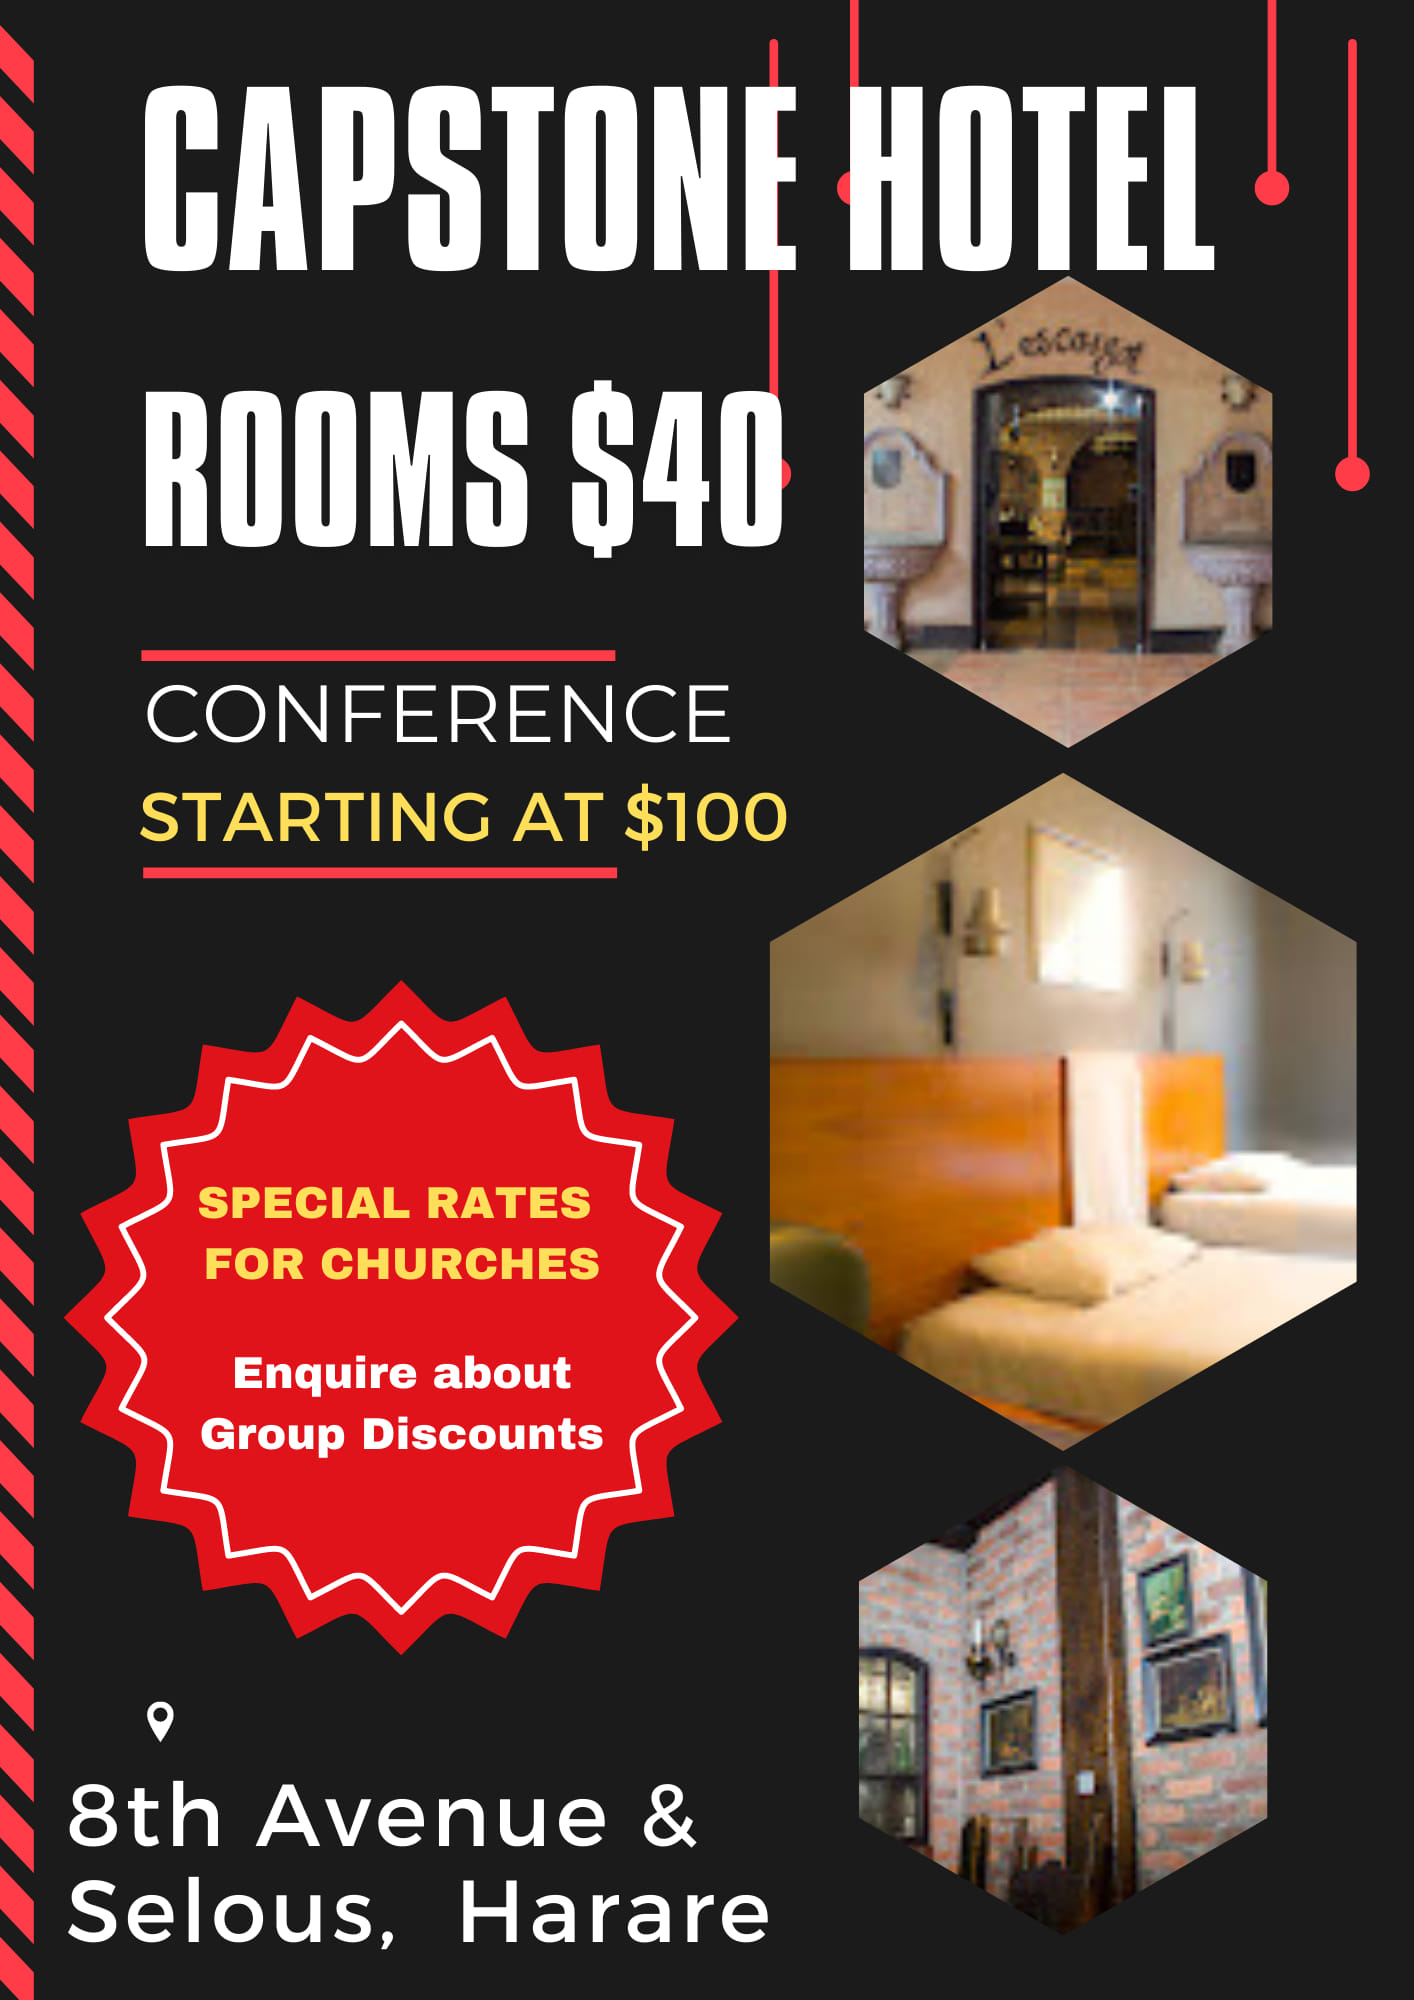 CAPSTONE HOTEL
L'escargot
ROOMS $40
CONFERENCE
STARTING AT $100
SPECIAL RATES
FOR CHURCHES
Enquire about
Group Discounts
8th Avenue &
Selous, Harare